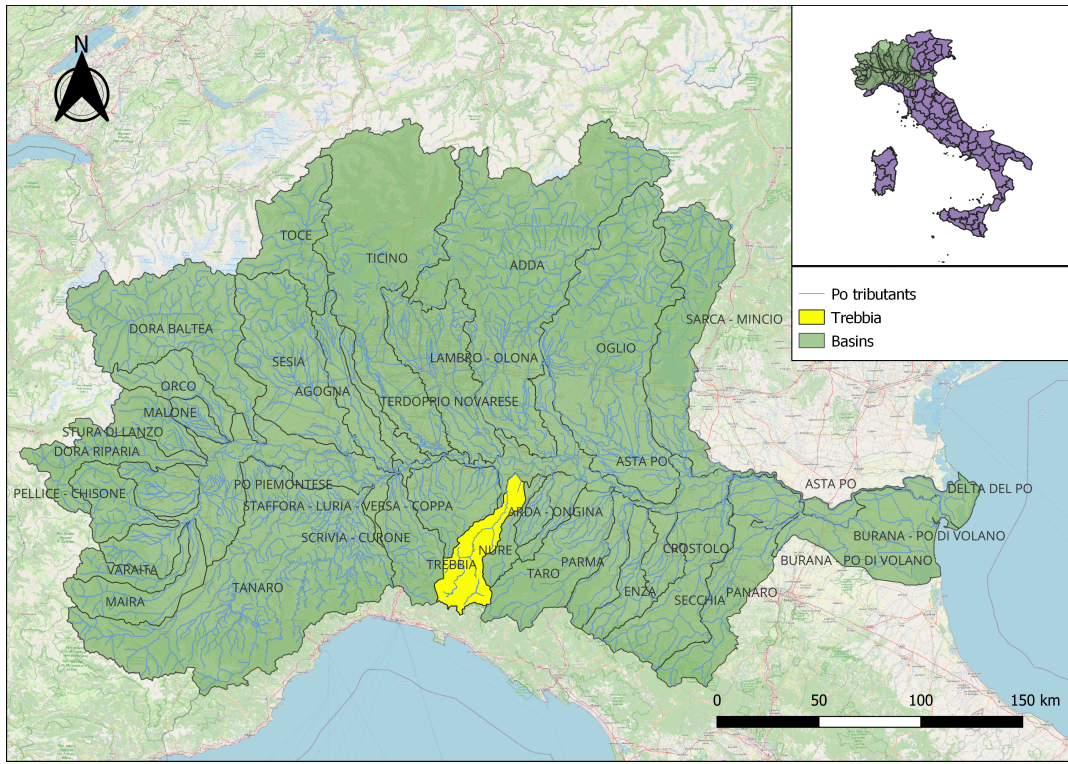 N
TOCE
TICINO
ADDA
DORA BALTEA
SARCA - MINCIO
SESIA
LAMBRO - OLONA
OGLIO
ORCO
AGOGNA
TERDOPPIO NOVARESE
MALONE
STURA DI LANZO
DORA RIPARIA
ASTA PO
PELLICE - CHISONE
PO PIEMONTESE
ASTA PO
DELTA DEL PO
STAFFORA - LURIA - VERSA - COPPA
ARDA - ONGINA
SCRIVIA - CURONE
BURANA - PO DI VOLANO
NURE
CROSTOLO
TREBBIA
PARMA
BURANA - PO DI VOLANO
VARAITA
TARO
TANARO
ENZA
PANARO
MAIRA
SECCHIA
Po tributants
Trebbia
Basins
0 50 100 150 km